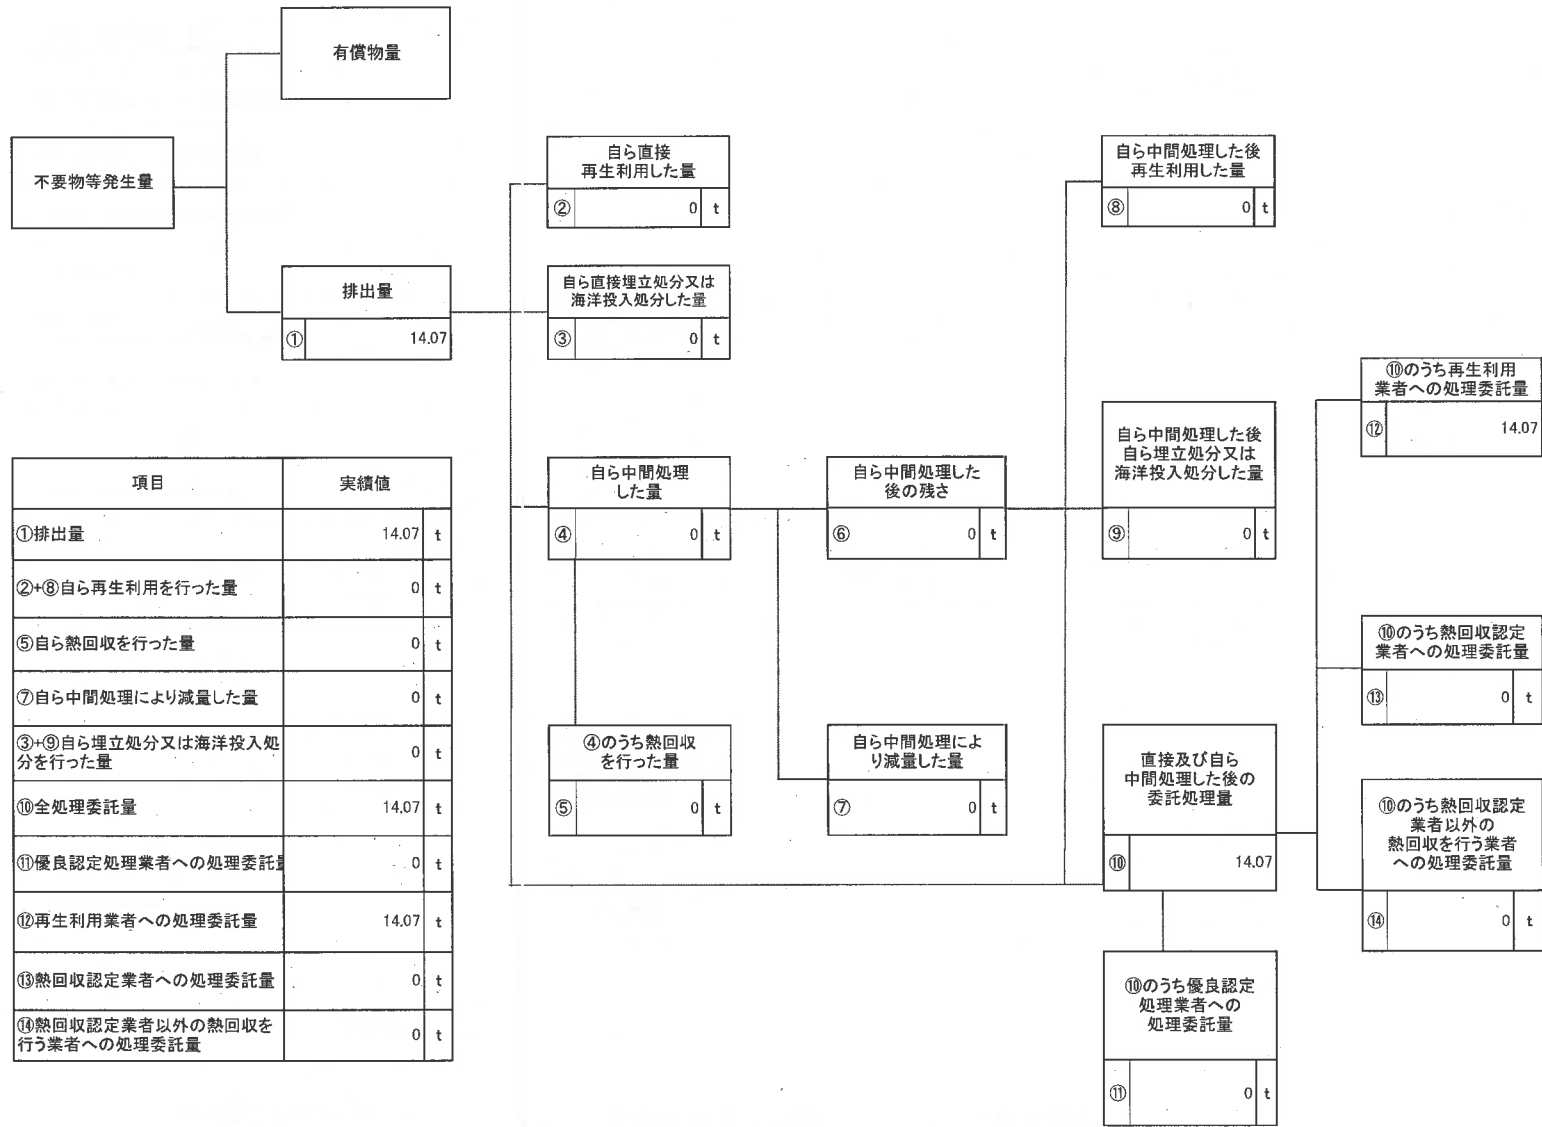 有償物量
不要物等発生量
排出量
① 14.07
自ら直接
再生利用した量
② 0 t
自ら直接埋立処分又は
海洋投入処分した量
③ 0 t
自ら中間処理
した量
④ 0 t
④のうち熱回収
を行った量
⑤ 0 t
自ら中間処理した
後の残さ
⑥ 0 t
自ら中間処理によ
り減量した量
⑦ 0 t
自ら中間処理した後
再生利用した量
⑧ 0 t
自ら中間処理した後
自ら埋立処分又は
海洋投入処分した量
⑨ 0 t
直接及び自ら
中間処理した後の
委託処理量
⑩ 14.07
⑩のうち優良認定
処理業者への
処理委託量
⑪ 0 t
⑩のうち再生利用
業者への処理委託量
⑫ 14.07
⑩のうち熱回収認定
業者への処理委託量
⑬ 0 t
⑩のうち熱回収認定
業者以外の
熱回収を行う業者
への処理委託量
⑭ 0 t
項目 実績値
①排出量 14.07 t
②+⑧自ら再生利用を行った量 0 t
⑤自ら熱回収を行った量 0 t
⑦自ら中間処理により減量した量 0 t
③+⑨自ら埋立処分又は海洋投入処
分を行った量 0 t
⑩全処理委託量 14.07 t
⑪優良認定処理業者への処理委託量 0 t
⑫再生利用業者への処理委託量 14.07 t
⑬熱回収認定業者への処理委託量 0 t
⑭熱回収認定業者以外の熱回収を
行う業者への処理委託量 0 t